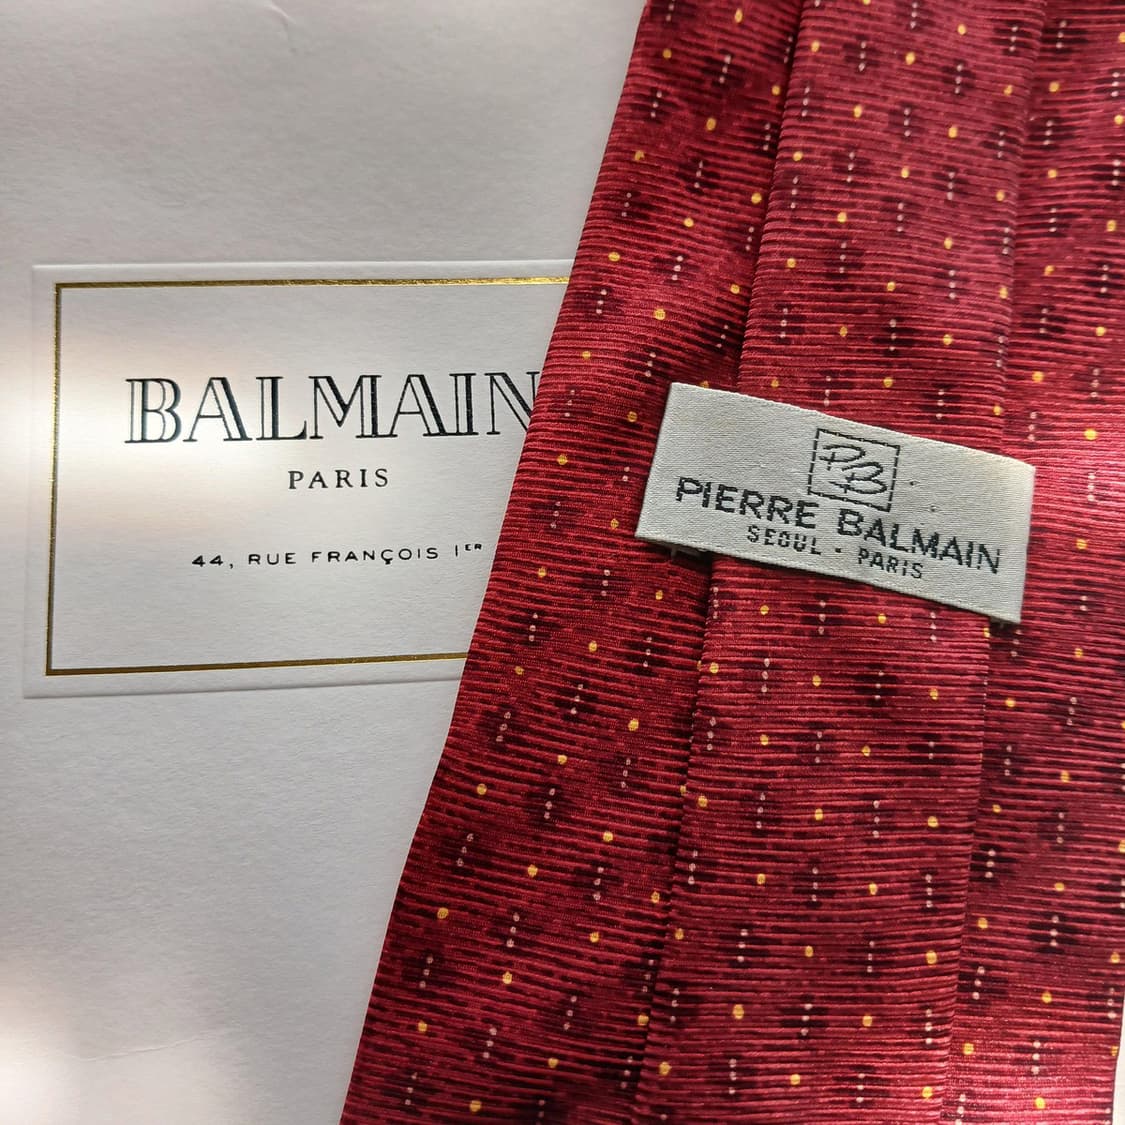 BALMAIN
PARIS
44, RUE FRANÇOIS 1ER
PB
PIERRE BALMAIN
SEOUL · PARIS